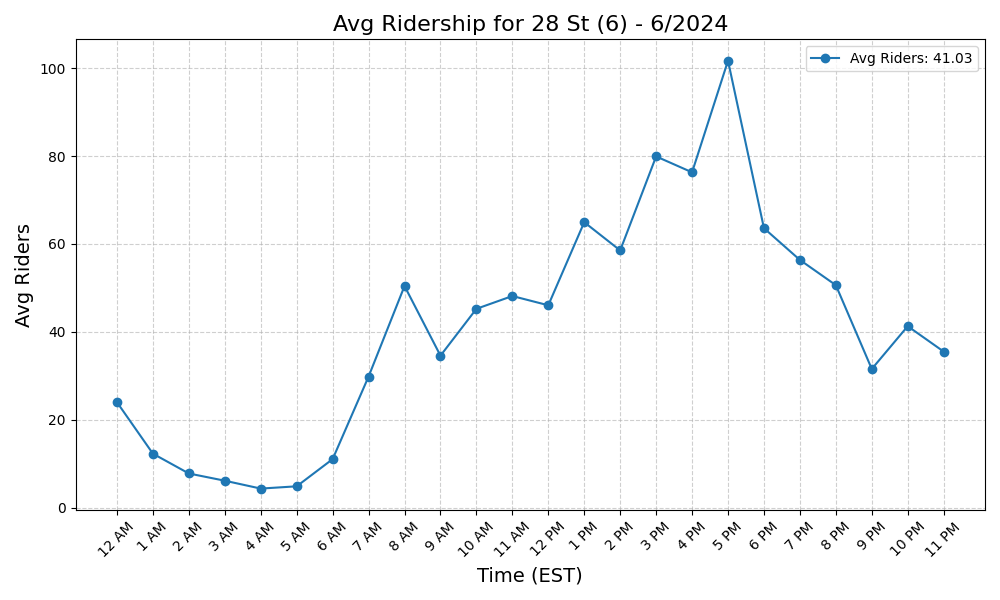 Avg Ridership for 28 St (6) - 6/2024
Avg Riders: 41.03
Avg Riders
100
80
60
40
20
0
12 AM
1 AM
2 AM
3 AM
4 AM
5 AM
6 AM
7 AM
8 AM
9 AM
10 AM
11 AM
12 PM
1 PM
2 PM
3 PM
4 PM
5 PM
6 PM
7 PM
8 PM
9 PM
10 PM
11 PM
Time (EST)